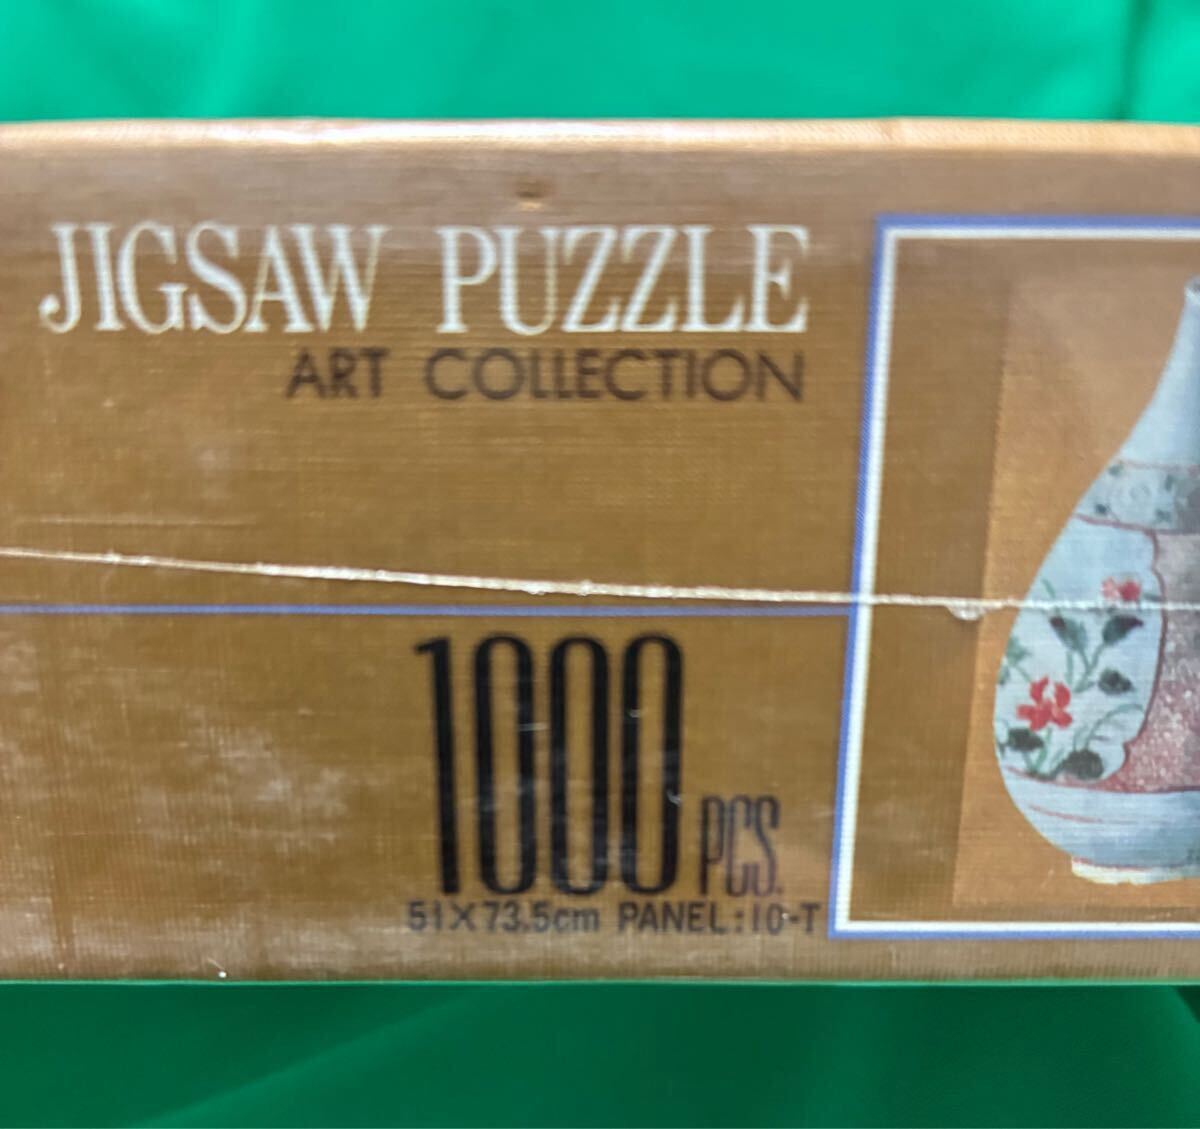 JIGSAW PUZZLE
ART COLLECTION
1000 PCS.
51×73.5cm PANEL:10-T